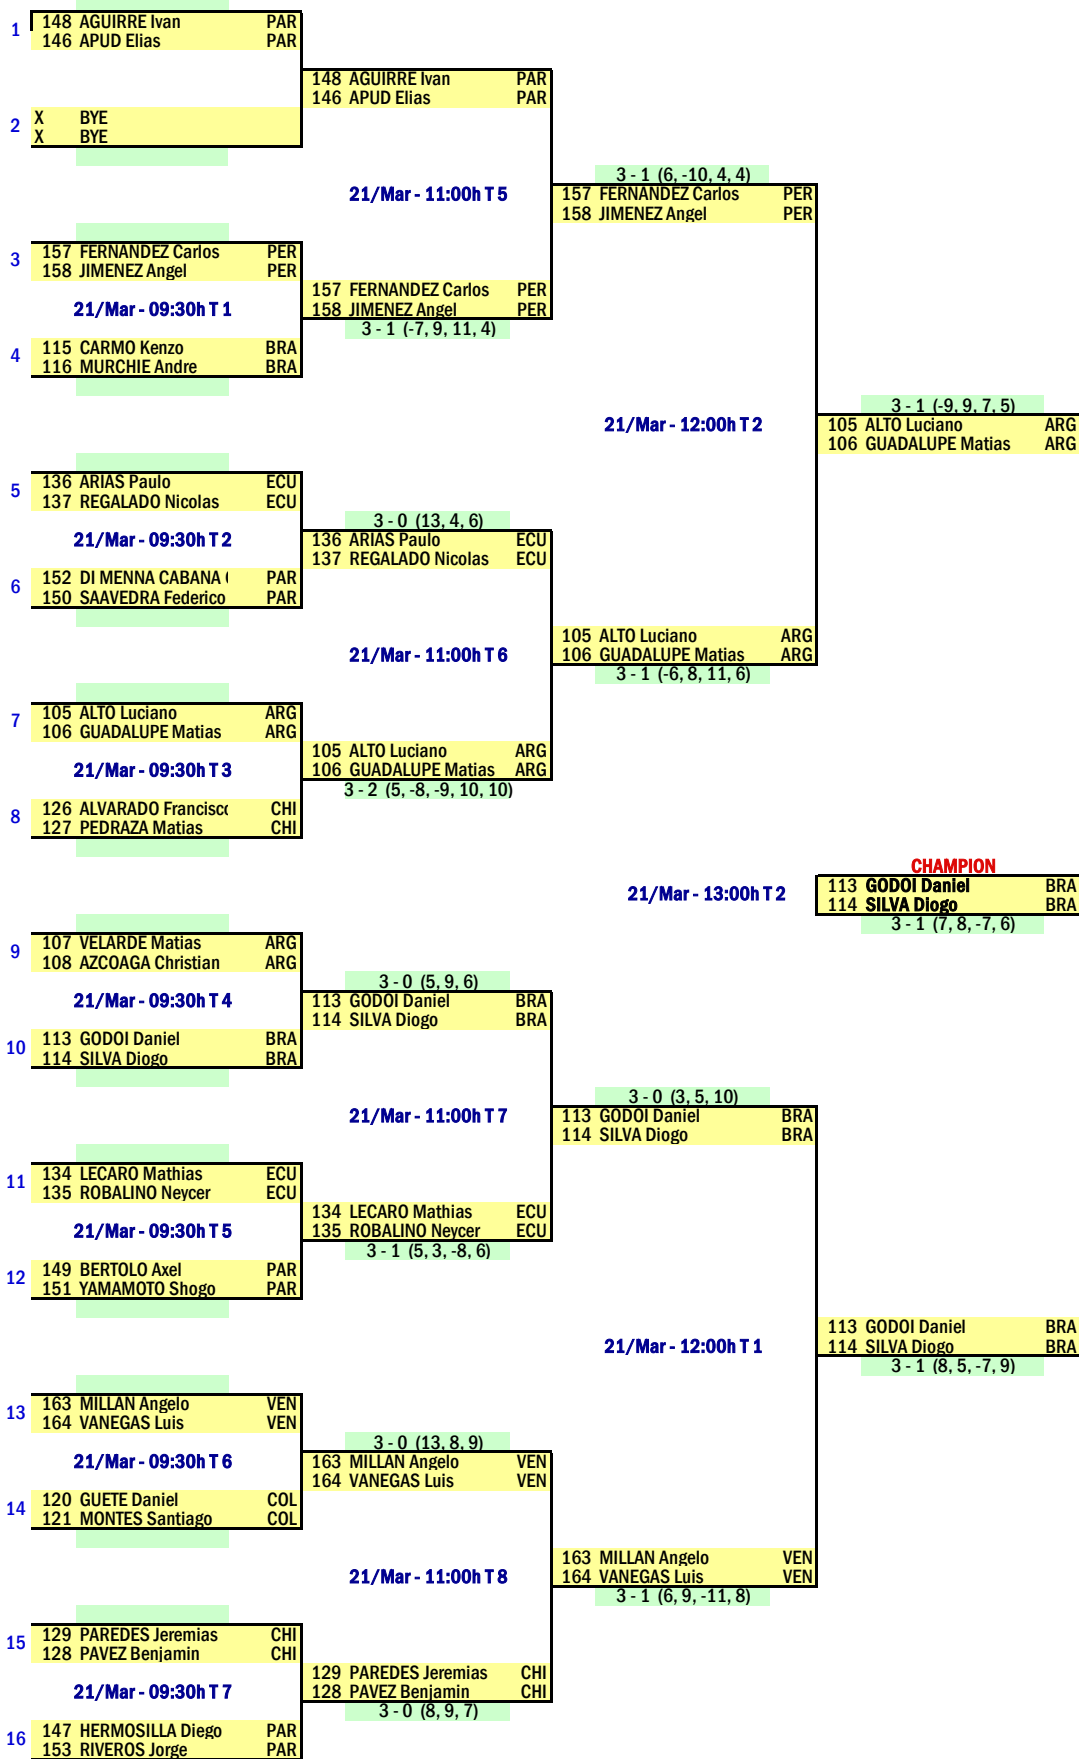 1
148 AGUIRRE Ivan PAR
146 APUD Elias PAR
148 AGUIRRE Ivan PAR
146 APUD Elias PAR
2
X BYE
X BYE
21/Mar - 11:00h T 5
3 - 1 (6, -10, 4, 4)
157 FERNANDEZ Carlos PER
158 JIMENEZ Angel PER
3
157 FERNANDEZ Carlos PER
158 JIMENEZ Angel PER
21/Mar - 09:30h T 1
157 FERNANDEZ Carlos PER
158 JIMENEZ Angel PER
3 - 1 (-7, 9, 11, 4)
4
115 CARMO Kenzo BRA
116 MURCHIE Andre BRA
21/Mar - 12:00h T 2
3 - 1 (-9, 9, 7, 5)
105 ALTO Luciano ARG
106 GUADALUPE Matias ARG
5
136 ARIAS Paulo ECU
137 REGALADO Nicolas ECU
21/Mar - 09:30h T 2
3 - 0 (13, 4, 6)
136 ARIAS Paulo ECU
137 REGALADO Nicolas ECU
6
152 DI MENNA CABANA ( PAR
150 SAAVEDRA Federico PAR
21/Mar - 11:00h T 6
105 ALTO Luciano ARG
106 GUADALUPE Matias ARG
3 - 1 (-6, 8, 11, 6)
7
105 ALTO Luciano ARG
106 GUADALUPE Matias ARG
21/Mar - 09:30h T 3
105 ALTO Luciano ARG
106 GUADALUPE Matias ARG
3 - 2 (5, -8, -9, 10, 10)
8
126 ALVARADO Francisco CHI
127 PEDRAZA Matias CHI
CHAMPION
21/Mar - 13:00h T 2
113 GODOI Daniel BRA
114 SILVA Diogo BRA
3 - 1 (7, 8, -7, 6)
9
107 VELARDE Matias ARG
108 AZCOAGA Christian ARG
21/Mar - 09:30h T 4
3 - 0 (5, 9, 6)
113 GODOI Daniel BRA
114 SILVA Diogo BRA
10
113 GODOI Daniel BRA
114 SILVA Diogo BRA
21/Mar - 11:00h T 7
3 - 0 (3, 5, 10)
113 GODOI Daniel BRA
114 SILVA Diogo BRA
11
134 LECARO Mathias ECU
135 ROBALINO Neycer ECU
21/Mar - 09:30h T 5
134 LECARO Mathias ECU
135 ROBALINO Neycer ECU
3 - 1 (5, 3, -8, 6)
12
149 BERTOLO Axel PAR
151 YAMAMOTO Shogo PAR
21/Mar - 12:00h T 1
113 GODOI Daniel BRA
114 SILVA Diogo BRA
3 - 1 (8, 5, -7, 9)
13
163 MILLAN Angelo VEN
164 VANEGAS Luis VEN
21/Mar - 09:30h T 6
3 - 0 (13, 8, 9)
163 MILLAN Angelo VEN
164 VANEGAS Luis VEN
14
120 GUETE Daniel COL
121 MONTES Santiago COL
21/Mar - 11:00h T 8
163 MILLAN Angelo VEN
164 VANEGAS Luis VEN
3 - 1 (6, 9, -11, 8)
15
129 PAREDES Jeremias CHI
128 PAVEZ Benjamin CHI
21/Mar - 09:30h T 7
129 PAREDES Jeremias CHI
128 PAVEZ Benjamin CHI
3 - 0 (8, 9, 7)
16
147 HERMOSILLA Diego PAR
153 RIVEROS Jorge PAR